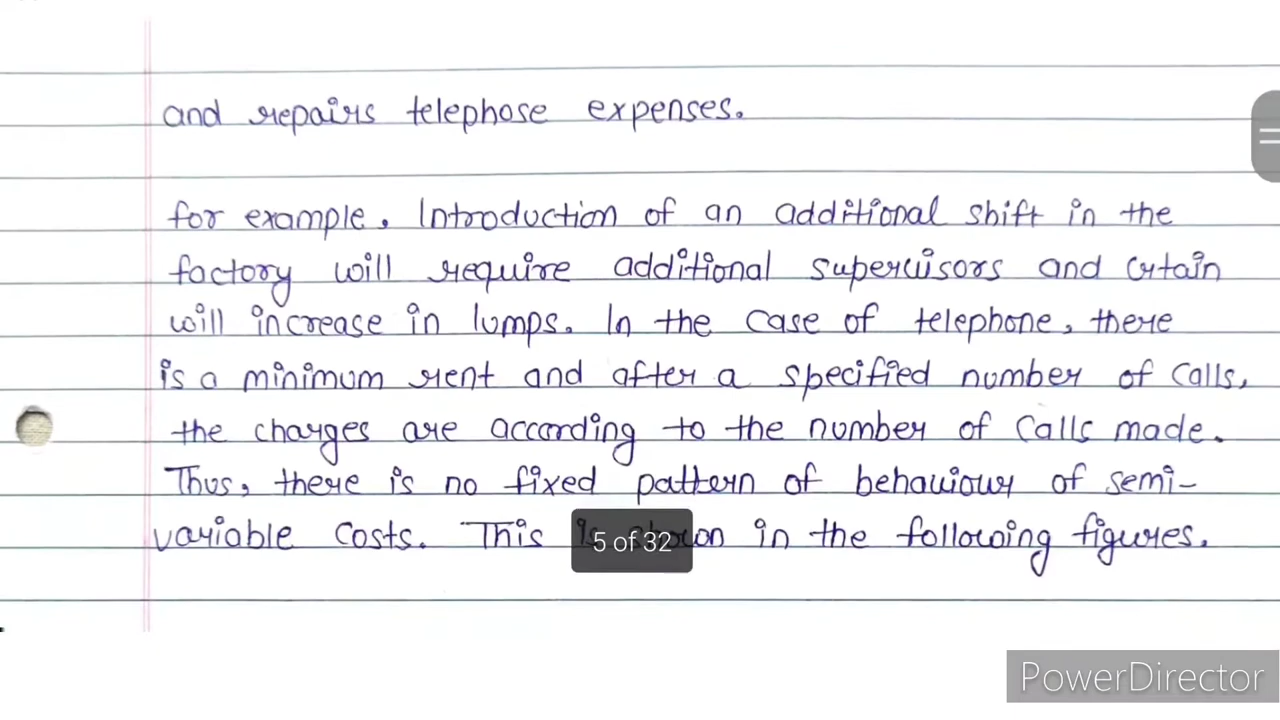 and repairs telephose expenses.
for example. Introduction of an additional shift in the
factory will require additional supervisors and crtain
will increase in lumps. In the case of telephone, there
is a minimum rent and after a specified number of calls,
the charges are according to the number of calls made.
Thus, there is no fixed pattern of behaviour of semi-
variable costs. This is shown in the following figures.
5 of 32
PowerDirector